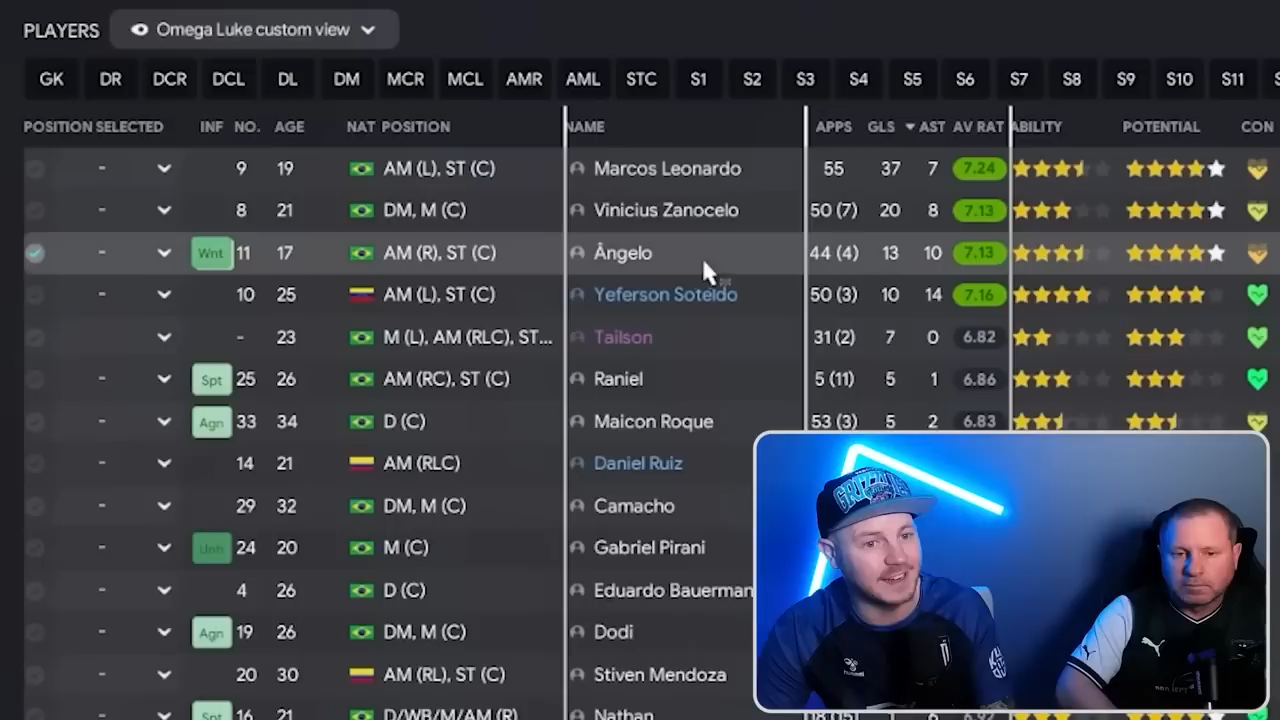 PLAYERS Omega Luke custom view
GK DR DCR DCL DL DM MCR MCL AMR AML STC S1 S2 S3 S4 S5 S6 S7 S8 S9 S10 S11
POSITION SELECTED INF NO. AGE NAT POSITION NAME APPS GLS AST AV RAT ABILITY POTENTIAL CON
- 9 19 AM (L), ST (C) Marcos Leonardo 55 37 7 7.24
- 8 21 DM, M (C) Vinicius Zanocelo 50 (7) 20 8 7.13
- Wnt 11 17 AM (R), ST (C) Ângelo 44 (4) 13 10 7.13
- 10 25 AM (L), ST (C) Yeferson Soteldo 50 (3) 10 14 7.16
- 23 M (L), AM (RLC), ST... Tailson 31 (2) 7 0 6.82
- Spt 25 26 AM (RC), ST (C) Raniel 5 (11) 5 1 6.86
- Agn 33 34 D (C) Maicon Roque 53 (3) 5 2 6.83
- 14 21 AM (RLC) Daniel Ruiz
- 29 32 DM, M (C) Camacho
- Unh 24 20 M (C) Gabriel Pirani
- 4 26 D (C) Eduardo Bauerman
- Agn 19 26 DM, M (C) Dodi
- 20 30 AM (RL), ST (C) Stiven Mendoza
- Spt 16 21 D/WB/M/AM (R) Nathan
GRIZZLIES